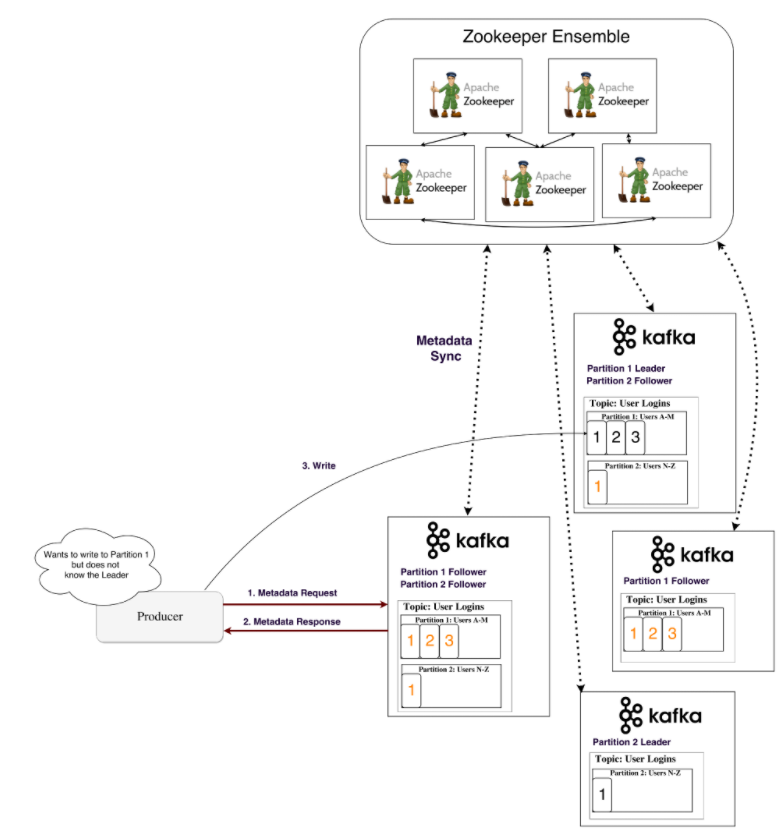 Zookeeper Ensemble
Apache
Zookeeper
Apache
Zookeeper
Apache
Zookeeper
Apache
Zookeeper
Apache
Zookeeper
Metadata
Sync
kafka
Partition 1 Leader
Partition 2 Follower
Topic: User Logins
Partition 1: Users A-M
1 2 3
Partition 2: Users N-Z
1
3. Write
kafka
Partition 1 Follower
Partition 2 Follower
Topic: User Logins
Partition 1: Users A-M
1 2 3
Partition 2: Users N-Z
1
kafka
Partition 1 Follower
Topic: User Logins
Partition 1: Users A-M
1 2 3
Wants to write to Partition 1
but does not
know the Leader
Producer
1. Metadata Request
2. Metadata Response
kafka
Partition 2 Leader
Topic: User Logins
Partition 2: Users N-Z
1